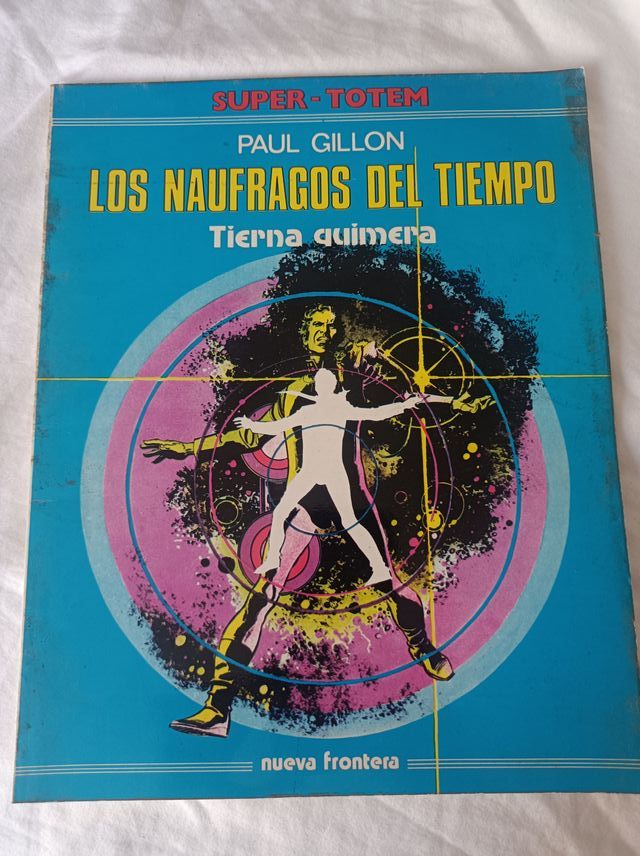 SUPER-TOTEM
PAUL GILLON
LOS NAUFRAGOS DEL TIEMPO
Tierna quimera
nueva frontera